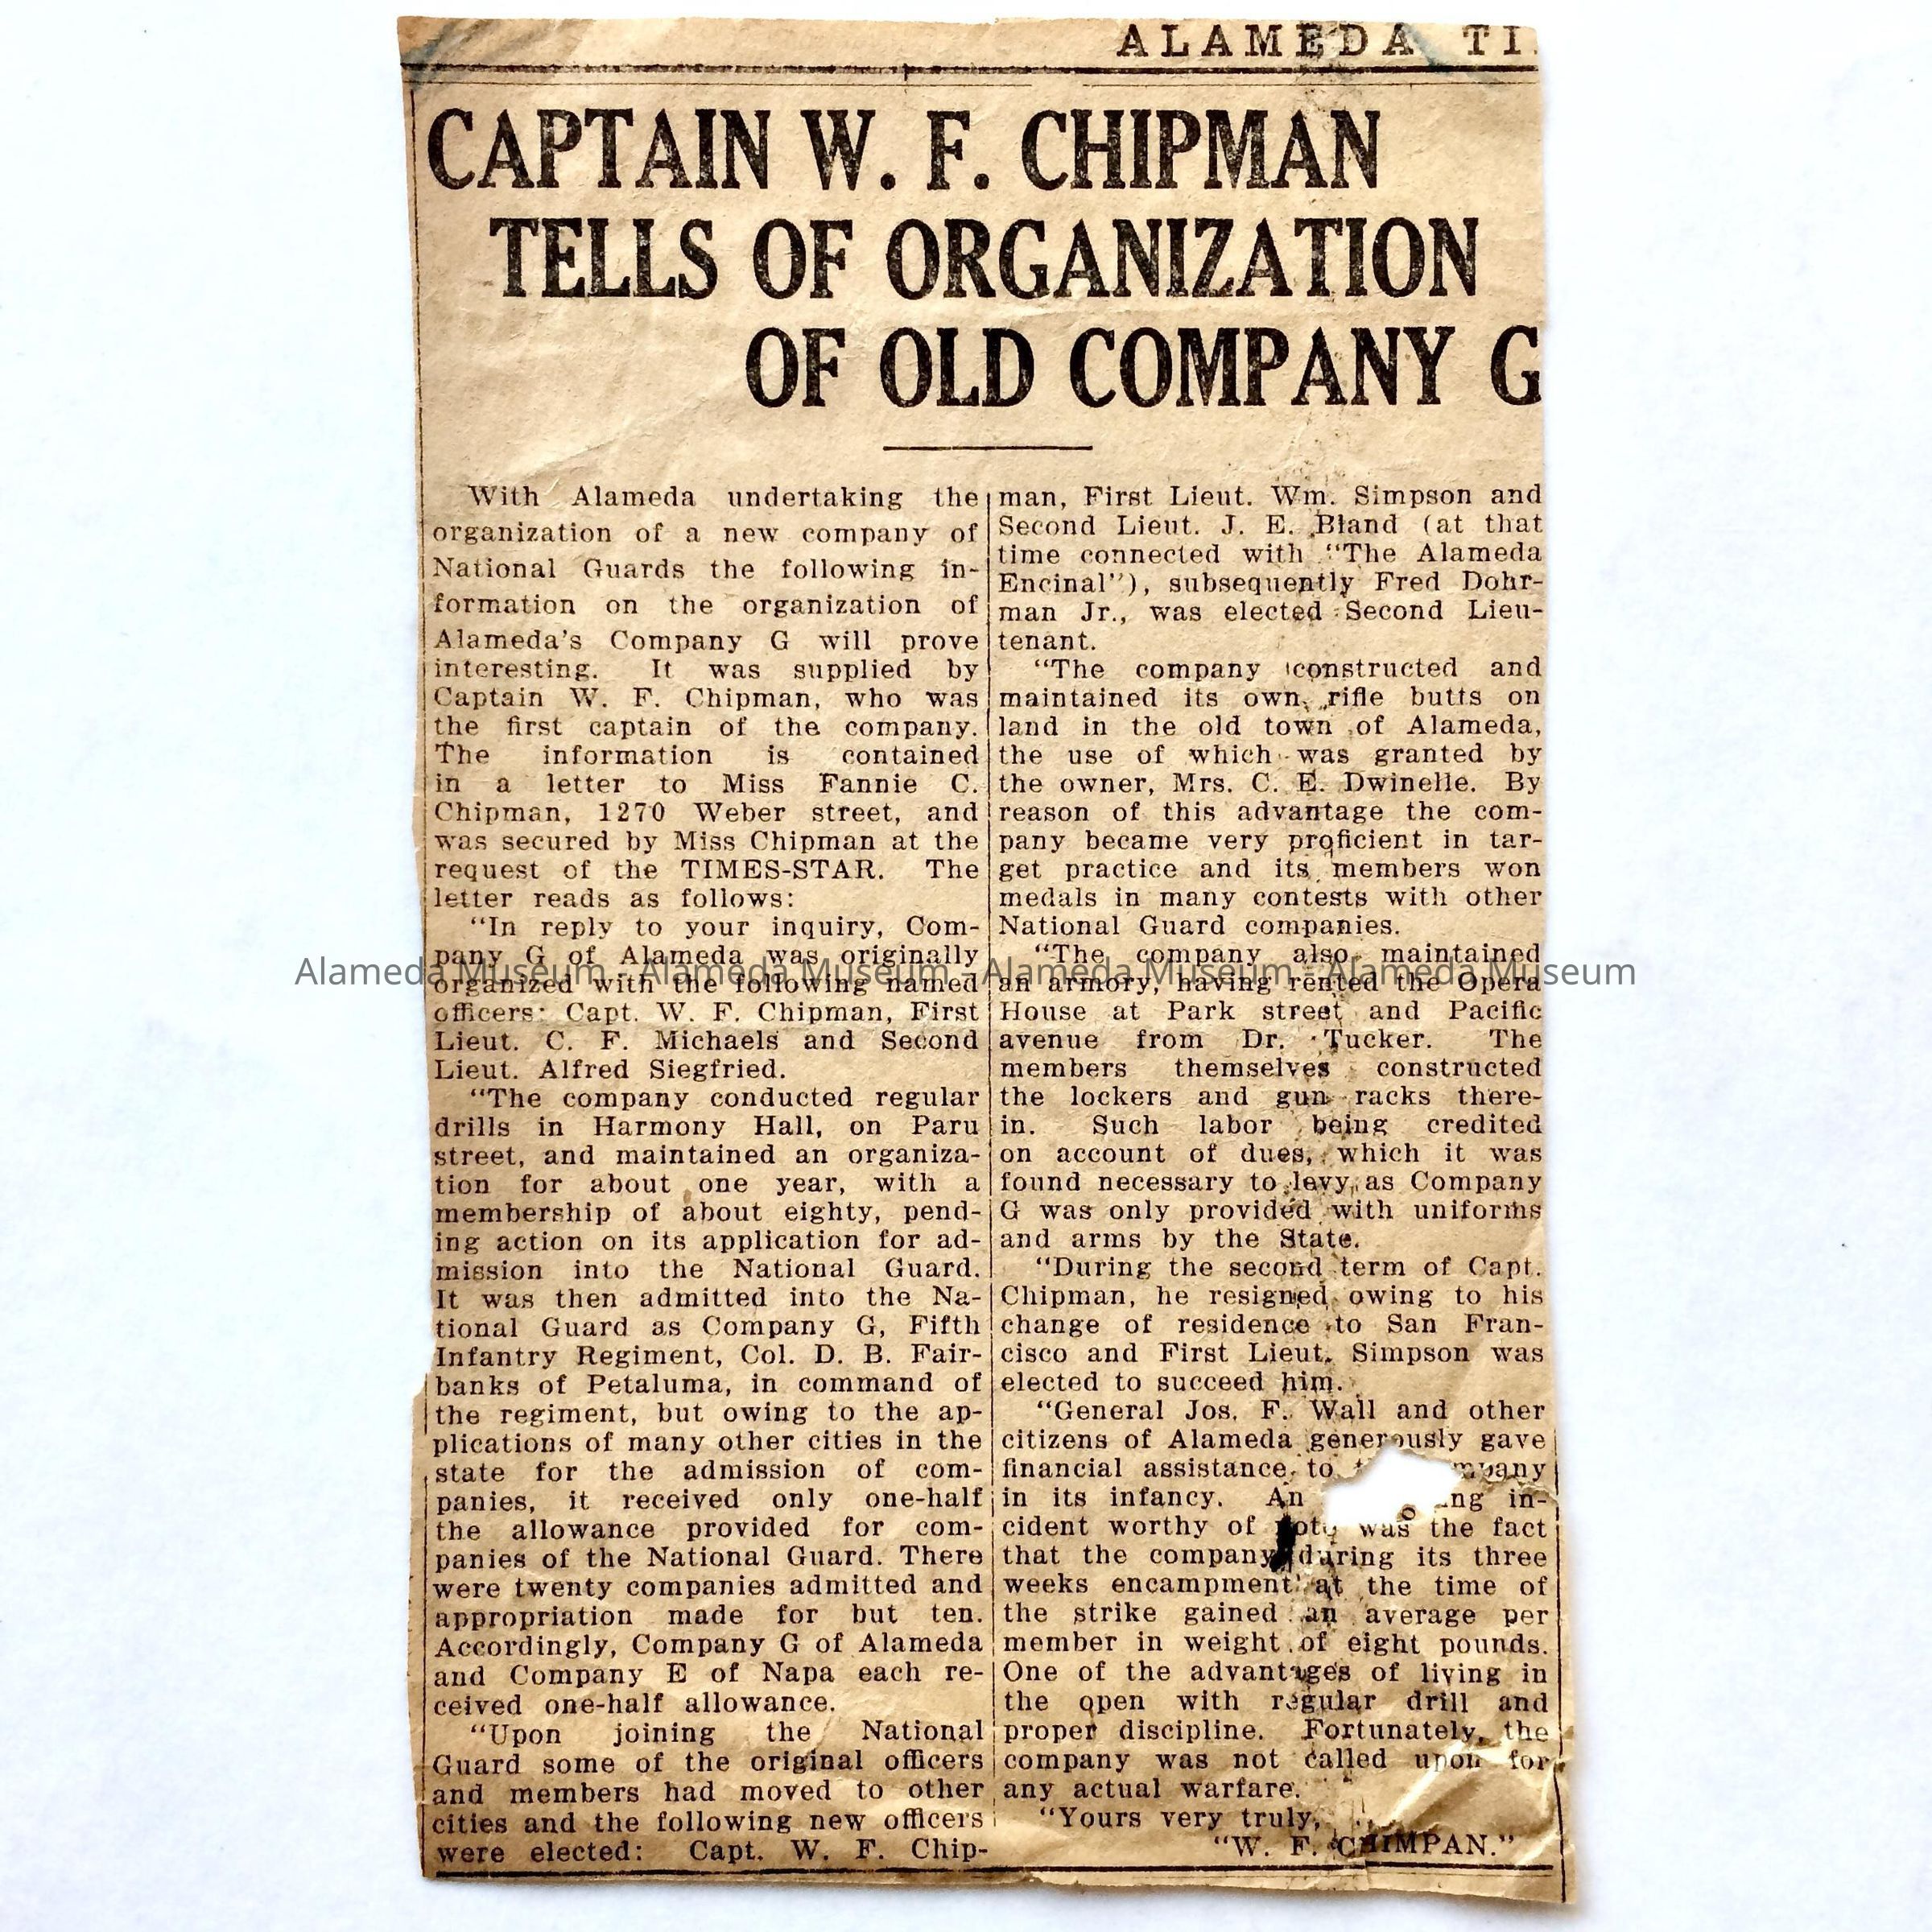 ALAMEDA TI
CAPTAIN W. F. CHIPMAN
TELLS OF ORGANIZATION
OF OLD COMPANY G
With Alameda undertaking the
organization of a new company of
National Guards the following in-
formation on the organization of
Alameda's Company G will prove
interesting. It was supplied by
Captain W. F. Chipman, who was
the first captain of the company.
The information is contained
in a letter to Miss Fannie C.
Chipman, 1270 Weber street, and
was secured by Miss Chipman at the
request of the TIMES-STAR. The
letter reads as follows:
"In reply to your inquiry, Com-
pany G of Alameda was originally
organized with the following named
officers: Capt. W. F. Chipman, First
Lieut. C. F. Michaels and Second
Lieut. Alfred Siegfried.
"The company conducted regular
drills in Harmony Hall, on Paru
street, and maintained an organiza-
tion for about one year, with a
membership of about eighty, pend-
ing action on its application for ad-
mission into the National Guard.
It was then admitted into the Na-
tional Guard as Company G, Fifth
Infantry Regiment, Col. D. B. Fair-
banks of Petaluma, in command of
the regiment, but owing to the ap-
plications of many other cities in the
state for the admission of com-
panies, it received only one-half
the allowance provided for com-
panies of the National Guard. There
were twenty companies admitted and
appropriation made for but ten.
Accordingly, Company G of Alameda
and Company E of Napa each re-
ceived one-half allowance.
"Upon joining the National
Guard some of the original officers
and members had moved to other
cities and the following new officers
were elected: Capt. W. F. Chip-
man, First Lieut. Wm. Simpson and
Second Lieut. J. E. Bland (at that
time connected with "The Alameda
Encinal"), subsequently Fred Dohr-
man Jr., was elected Second Lieu-
tenant.
"The company constructed and
maintained its own rifle butts on
land in the old town of Alameda,
the use of which was granted by
the owner, Mrs. C. E. Dwinelle. By
reason of this advantage the com-
pany became very proficient in tar-
get practice and its members won
medals in many contests with other
National Guard companies.
"The company also maintained
an armory, having rented the Opera
House at Park street and Pacific
avenue from Dr. Tucker. The
members themselves constructed
the lockers and gun racks there-
in. Such labor being credited
on account of dues, which it was
found necessary to levy, as Company
G was only provided with uniforms
and arms by the State.
"During the second term of Capt.
Chipman, he resigned owing to his
change of residence to San Fran-
cisco and First Lieut. Simpson was
elected to succeed him.
"General Jos. F. Wall and other
citizens of Alameda generously gave
financial assistance to
in its infancy. An in-
cident worthy of note was the fact
that the company during its three
weeks encampment at the time of
the strike gained an average per
member in weight of eight pounds.
One of the advantages of living in
the open with regular drill and
proper discipline. Fortunately, the
company was not called upon for
any actual warfare.
"Yours very truly,
"W. F. CHIMPAN."
Alameda Museum - Alameda Museum - Alameda Museum - Alameda Museum